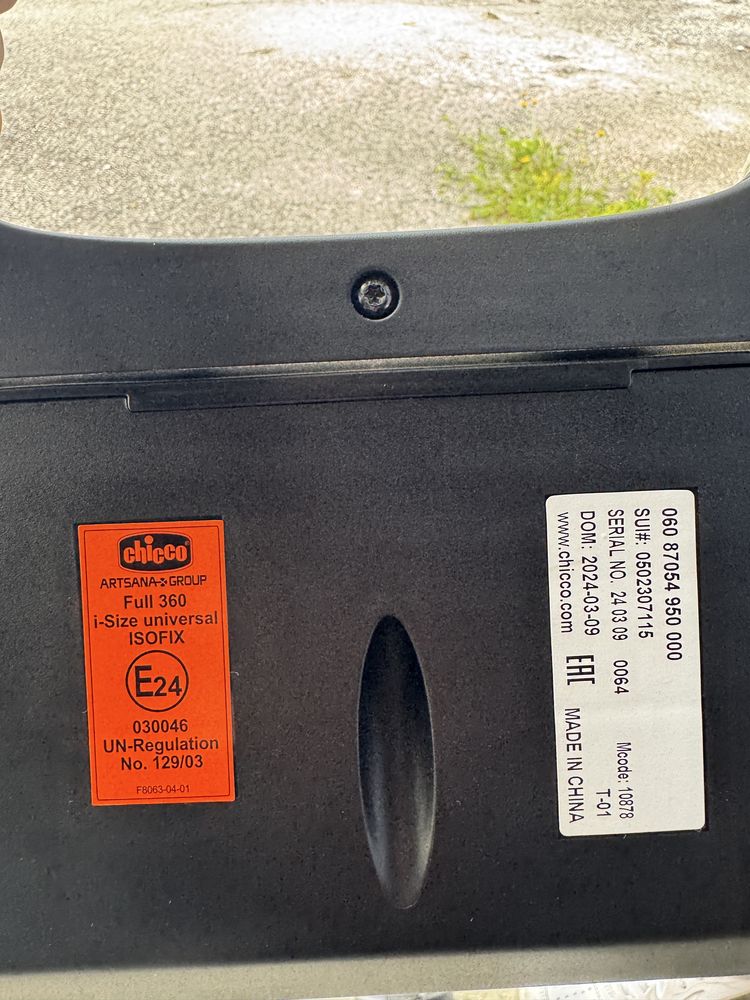 chicco
ARTSANA GROUP
Full 360
i-Size universal
ISOFIX
E24
030046
UN-Regulation
No. 129/03
F8063-04-01
060 87054 950 000
SUI#: 0502307115
SERIAL NO. 24 03 09 0064 Mcode: 10878
DOM: 2024-03-09 T-01
www.chicco.com EAC MADE IN CHINA